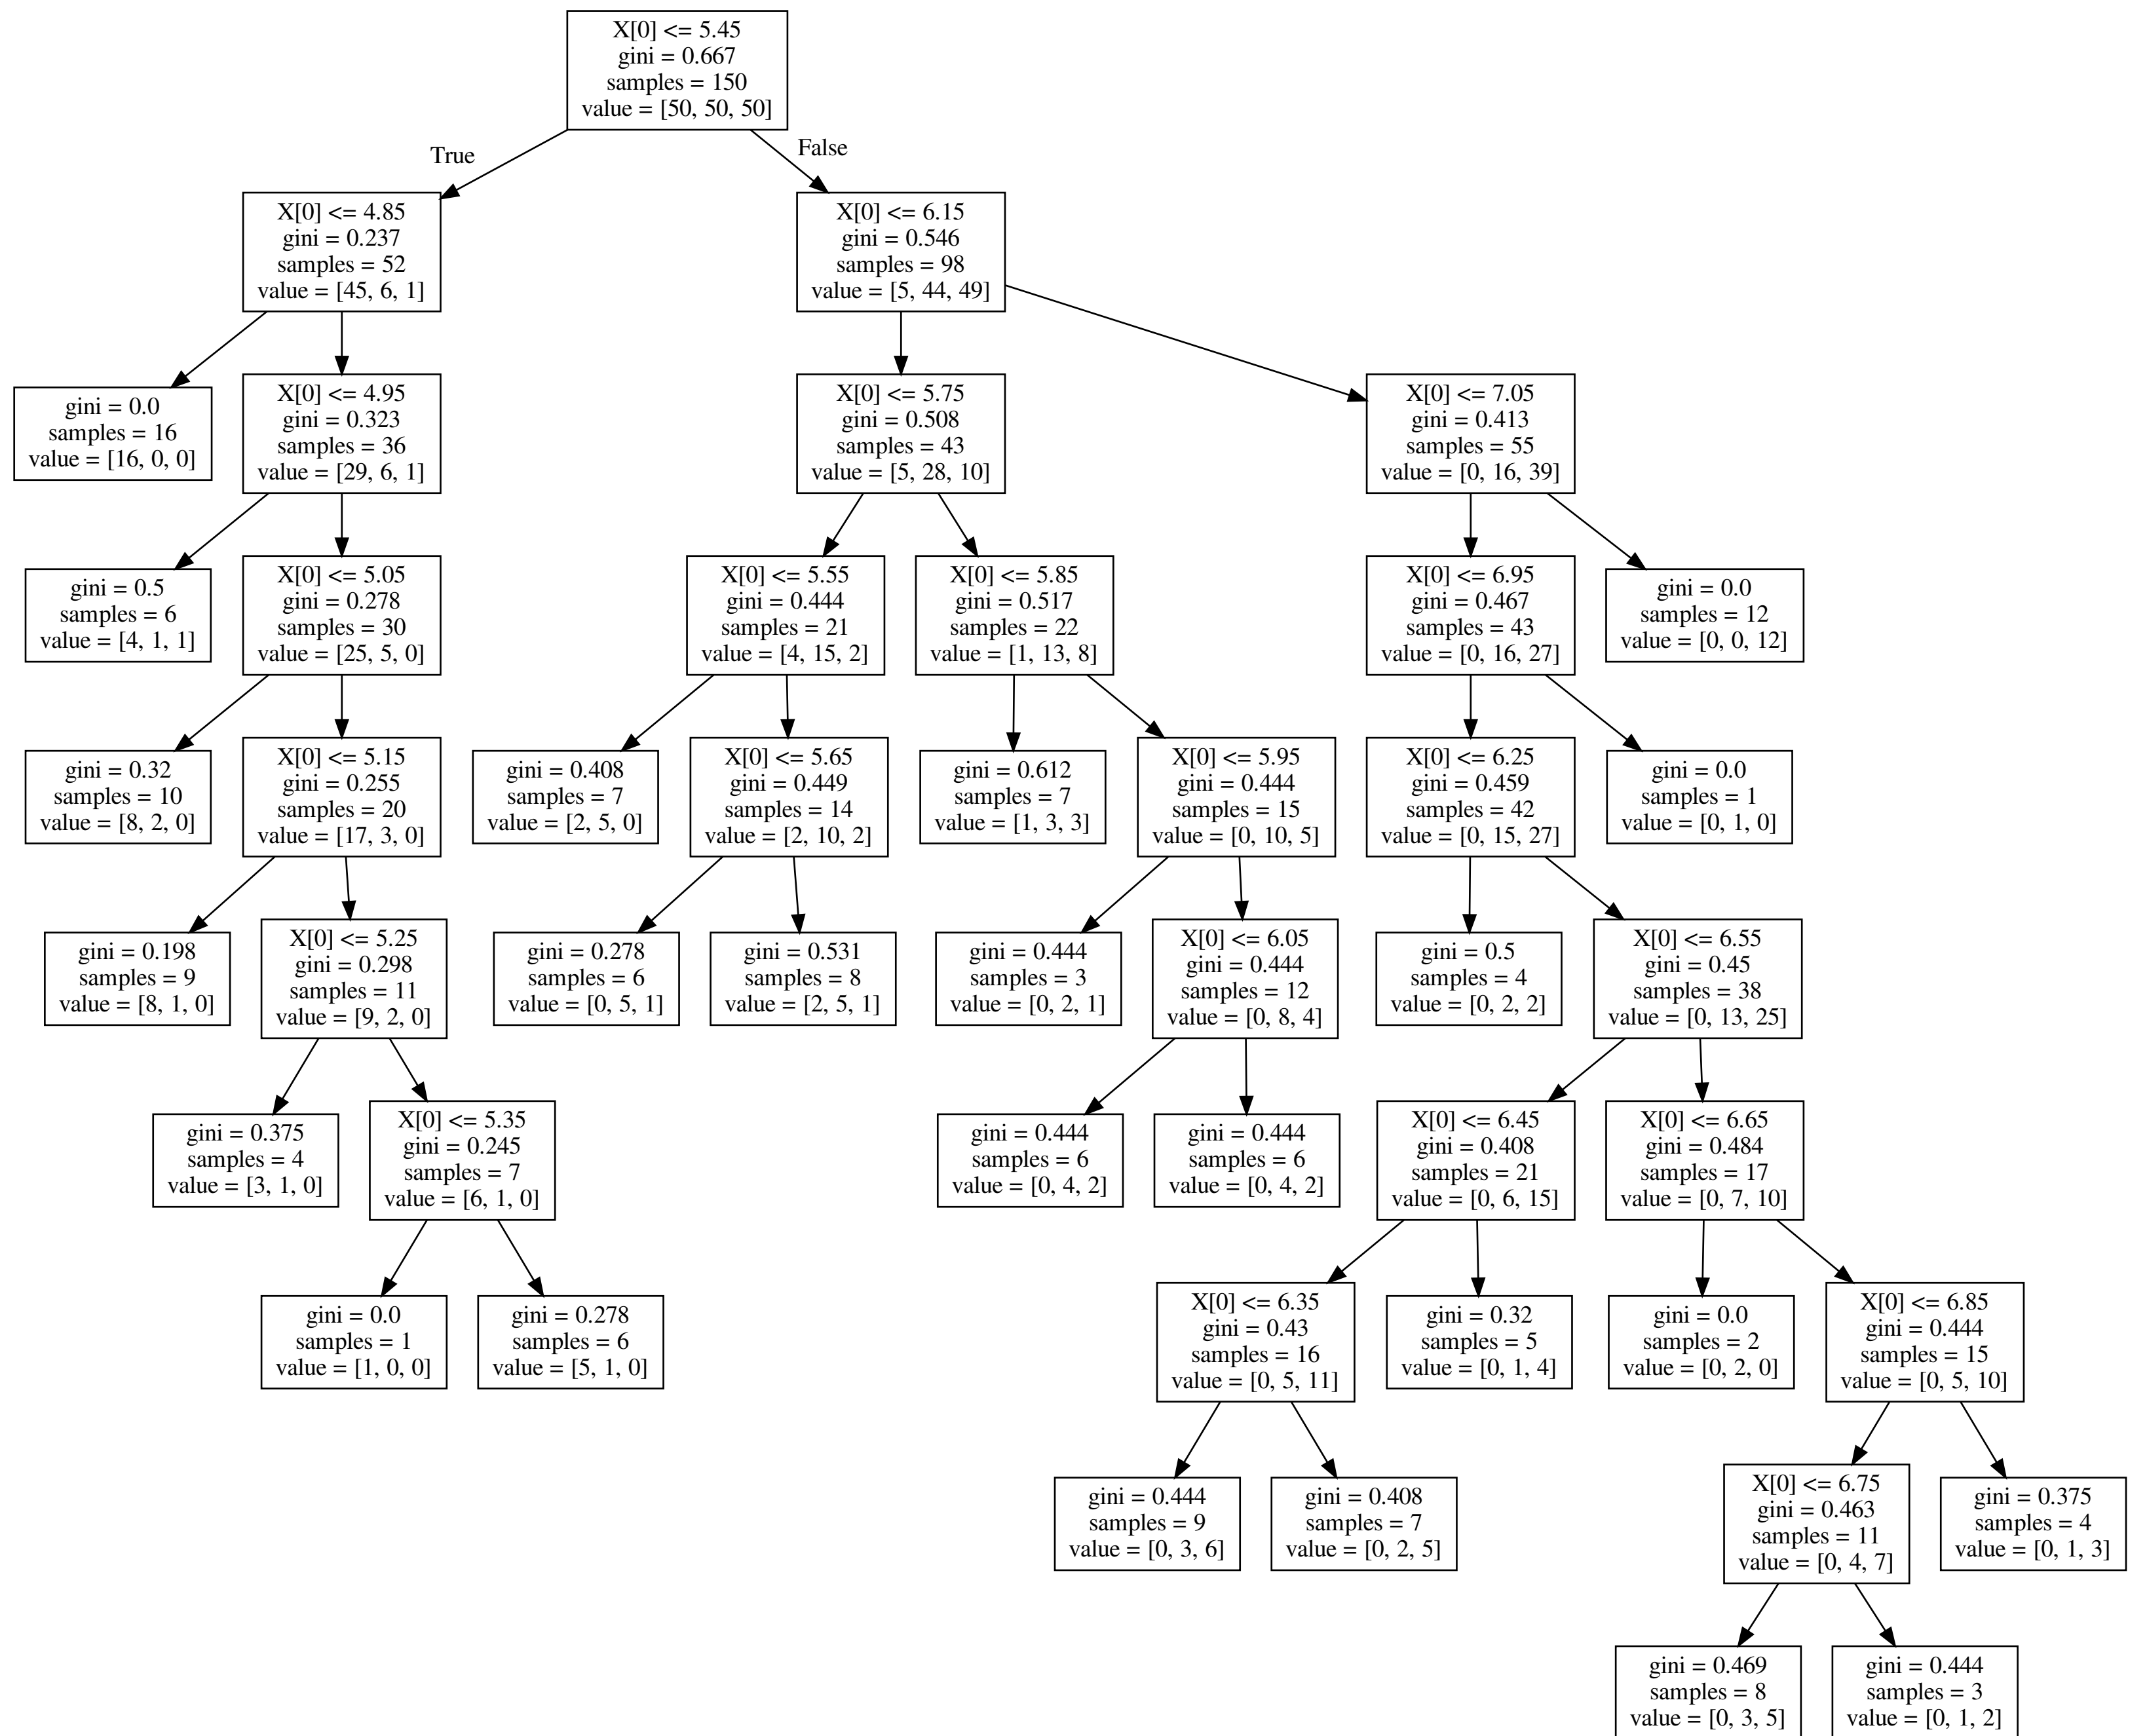 X[0] <= 5.45
gini = 0.667
samples = 150
value = [50, 50, 50]
True
False
X[0] <= 4.85
gini = 0.237
samples = 52
value = [45, 6, 1]
X[0] <= 6.15
gini = 0.546
samples = 98
value = [5, 44, 49]
gini = 0.0
samples = 16
value = [16, 0, 0]
X[0] <= 4.95
gini = 0.323
samples = 36
value = [29, 6, 1]
X[0] <= 5.75
gini = 0.508
samples = 43
value = [5, 28, 10]
X[0] <= 7.05
gini = 0.413
samples = 55
value = [0, 16, 39]
gini = 0.5
samples = 6
value = [4, 1, 1]
X[0] <= 5.05
gini = 0.278
samples = 30
value = [25, 5, 0]
X[0] <= 5.55
gini = 0.444
samples = 21
value = [4, 15, 2]
X[0] <= 5.85
gini = 0.517
samples = 22
value = [1, 13, 8]
X[0] <= 6.95
gini = 0.467
samples = 43
value = [0, 16, 27]
gini = 0.0
samples = 12
value = [0, 0, 12]
gini = 0.32
samples = 10
value = [8, 2, 0]
X[0] <= 5.15
gini = 0.255
samples = 20
value = [17, 3, 0]
gini = 0.408
samples = 7
value = [2, 5, 0]
X[0] <= 5.65
gini = 0.449
samples = 14
value = [2, 10, 2]
gini = 0.612
samples = 7
value = [1, 3, 3]
X[0] <= 5.95
gini = 0.444
samples = 15
value = [0, 10, 5]
X[0] <= 6.25
gini = 0.459
samples = 42
value = [0, 15, 27]
gini = 0.0
samples = 1
value = [0, 1, 0]
gini = 0.198
samples = 9
value = [8, 1, 0]
X[0] <= 5.25
gini = 0.298
samples = 11
value = [9, 2, 0]
gini = 0.278
samples = 6
value = [0, 5, 1]
gini = 0.531
samples = 8
value = [2, 5, 1]
gini = 0.444
samples = 3
value = [0, 2, 1]
X[0] <= 6.05
gini = 0.444
samples = 12
value = [0, 8, 4]
gini = 0.5
samples = 4
value = [0, 2, 2]
X[0] <= 6.55
gini = 0.45
samples = 38
value = [0, 13, 25]
gini = 0.375
samples = 4
value = [3, 1, 0]
X[0] <= 5.35
gini = 0.245
samples = 7
value = [6, 1, 0]
gini = 0.444
samples = 6
value = [0, 4, 2]
gini = 0.444
samples = 6
value = [0, 4, 2]
X[0] <= 6.45
gini = 0.408
samples = 21
value = [0, 6, 15]
X[0] <= 6.65
gini = 0.484
samples = 17
value = [0, 7, 10]
gini = 0.0
samples = 1
value = [1, 0, 0]
gini = 0.278
samples = 6
value = [5, 1, 0]
X[0] <= 6.35
gini = 0.43
samples = 16
value = [0, 5, 11]
gini = 0.32
samples = 5
value = [0, 1, 4]
gini = 0.0
samples = 2
value = [0, 2, 0]
X[0] <= 6.85
gini = 0.444
samples = 15
value = [0, 5, 10]
gini = 0.444
samples = 9
value = [0, 3, 6]
gini = 0.408
samples = 7
value = [0, 2, 5]
X[0] <= 6.75
gini = 0.463
samples = 11
value = [0, 4, 7]
gini = 0.375
samples = 4
value = [0, 1, 3]
gini = 0.469
samples = 8
value = [0, 3, 5]
gini = 0.444
samples = 3
value = [0, 1, 2]